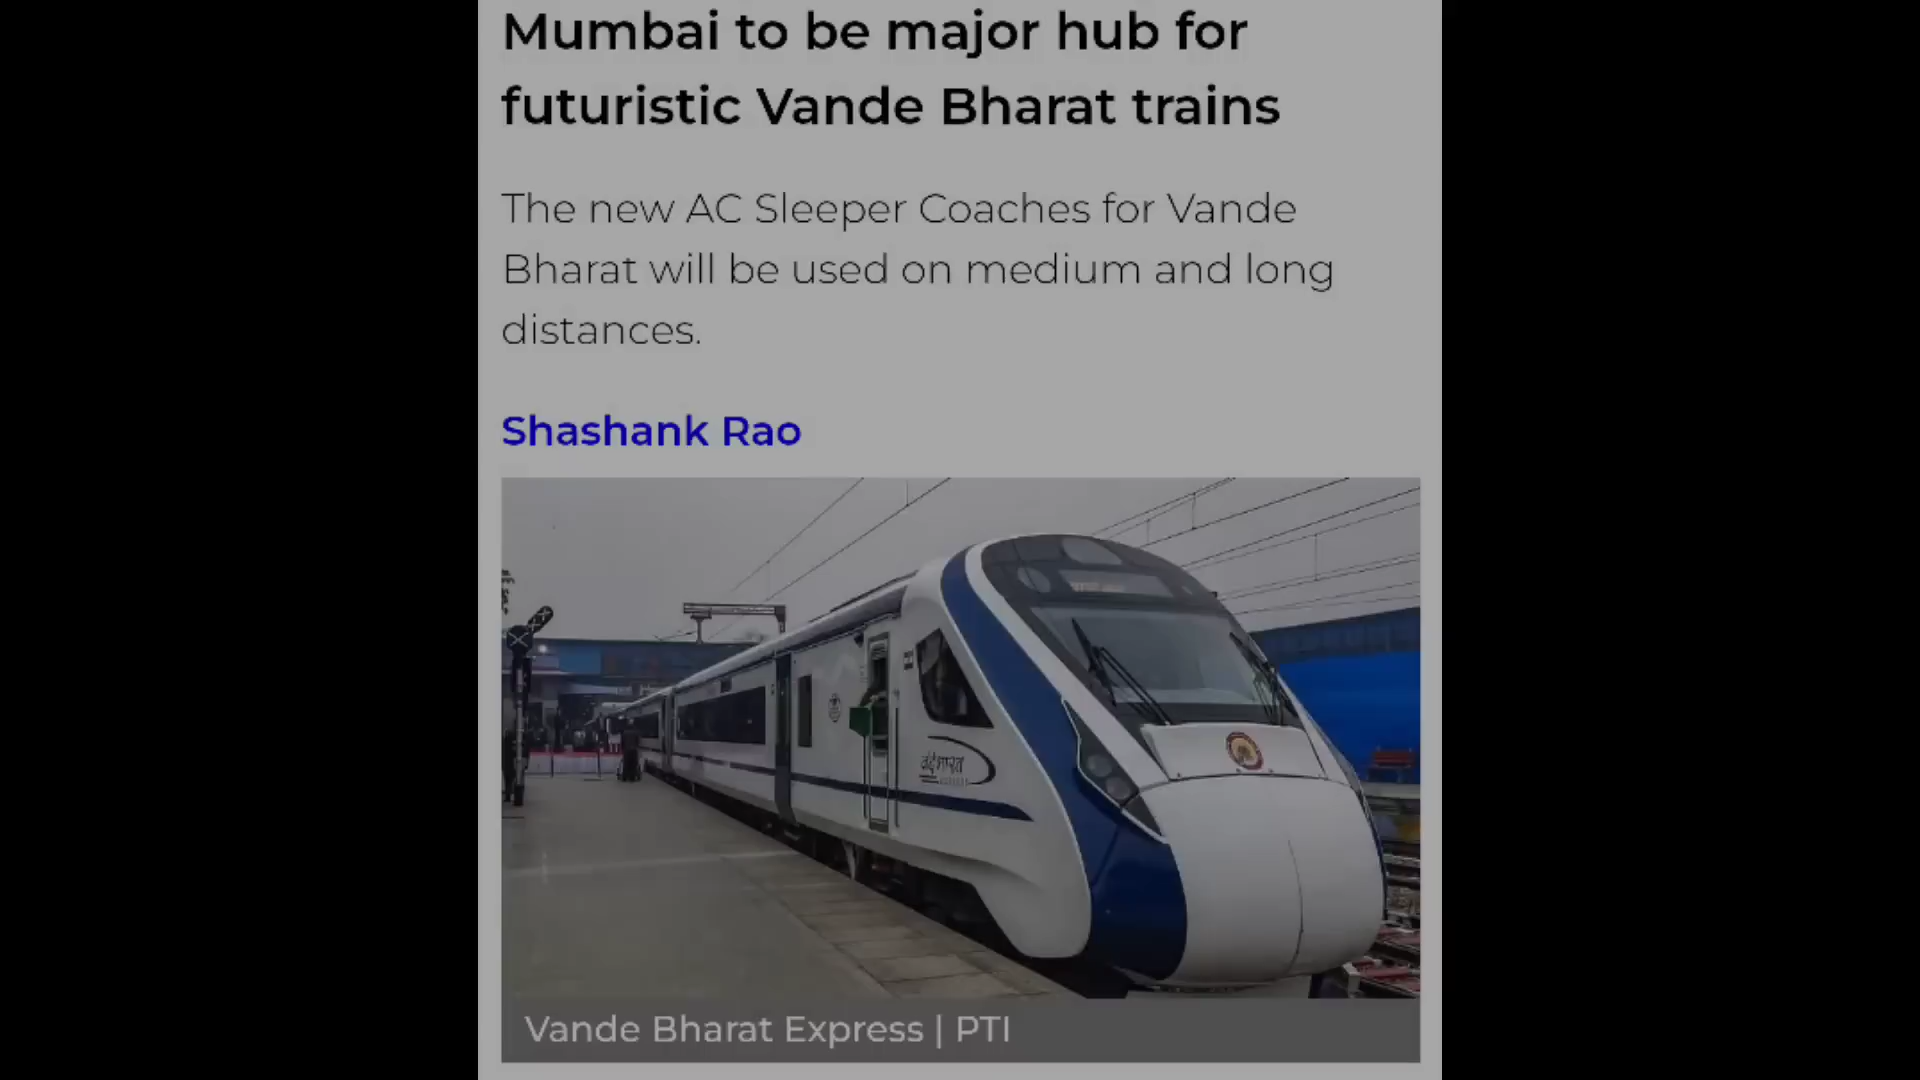 Mumbai to be major hub for
futuristic Vande Bharat trains
The new AC Sleeper Coaches for Vande
Bharat will be used on medium and long
distances.
Shashank Rao
वंदे भारत
Vande Bharat Express | PTI